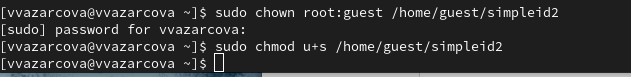 [vvazarcova@vvazarcova ~]$ sudo chown root:guest /home/guest/simpleid2
[sudo] password for vvazarcova:
[vvazarcova@vvazarcova ~]$ sudo chmod u+s /home/guest/simpleid2
[vvazarcova@vvazarcova ~]$